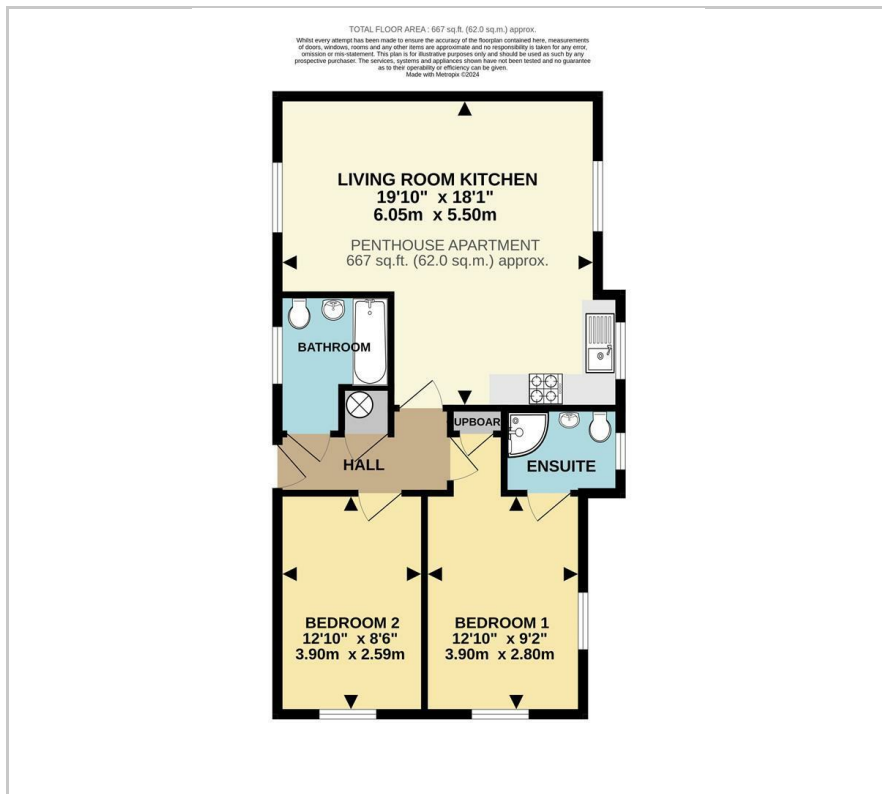 TOTAL FLOOR AREA : 667 sq.ft. (62.0 sq.m.) approx.
Whilst every attempt has been made to ensure the accuracy of the floorplan contained here, measurements
of doors, windows, rooms and any other items are approximate and no responsibility is taken for any error,
omission or mis-statement. This plan is for illustrative purposes only and should be used as such by any
prospective purchaser. The services, systems and appliances shown have not been tested and no guarantee
as to their operability or efficiency can be given.
Made with Metropix ©2024
LIVING ROOM KITCHEN
19'10" x 18'1"
6.05m x 5.50m
PENTHOUSE APARTMENT
667 sq.ft. (62.0 sq.m.) approx.
BATHROOM
UPBOAR
HALL
ENSUITE
BEDROOM 2
12'10" x 8'6"
3.90m x 2.59m
BEDROOM 1
12'10" x 9'2"
3.90m x 2.80m